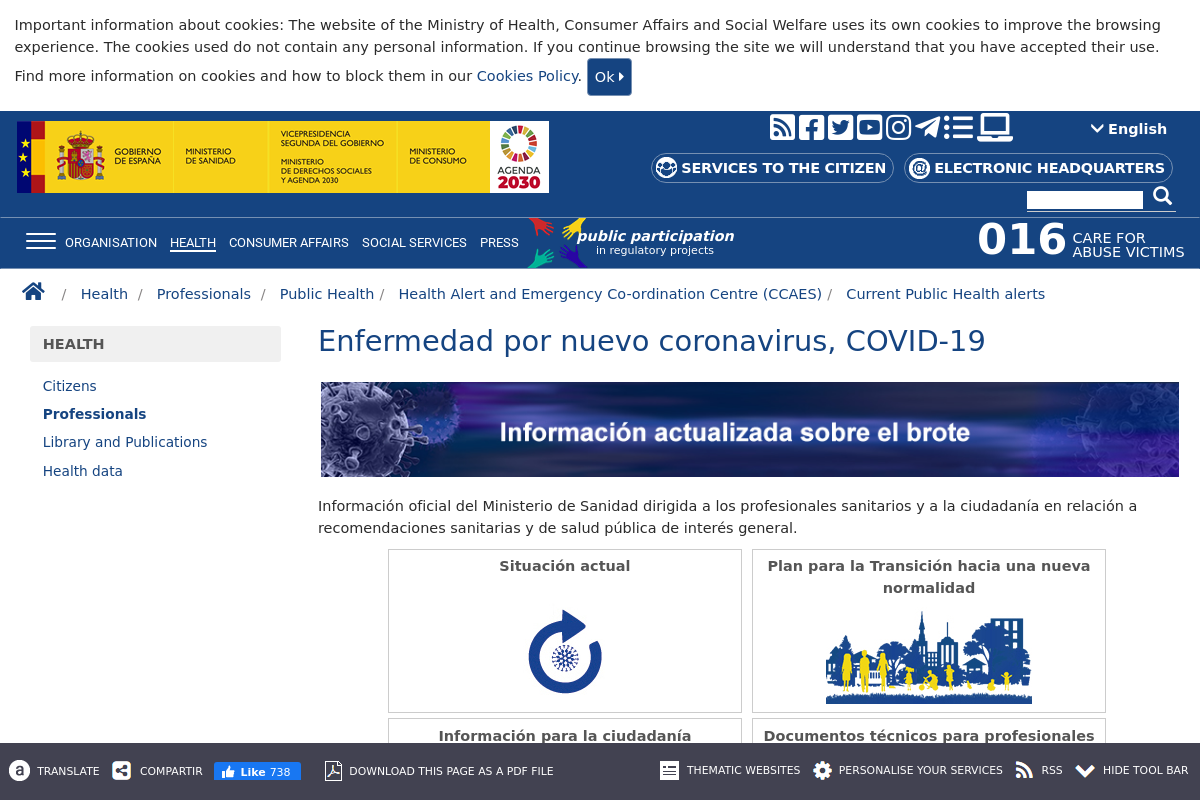 Important information about cookies: The website of the Ministry of Health, Consumer Affairs and Social Welfare uses its own cookies to improve the browsing
experience. The cookies used do not contain any personal information. If you continue browsing the site we will understand that you have accepted their use.
Find more information on cookies and how to block them in our Cookies Policy. Ok
GOBIERNO
DE ESPAÑA
MINISTERIO
DE SANIDAD
VICEPRESIDENCIA
SEGUNDA DEL GOBIERNO
MINISTERIO
DE DERECHOS SOCIALES
Y AGENDA 2030
MINISTERIO
DE CONSUMO
AGENDA
2030
English
SERVICES TO THE CITIZEN
@ ELECTRONIC HEADQUARTERS
ORGANISATION HEALTH CONSUMER AFFAIRS SOCIAL SERVICES PRESS
public participation
in regulatory projects
016 CARE FOR
ABUSE VICTIMS
/ Health / Professionals / Public Health / Health Alert and Emergency Co-ordination Centre (CCAES) / Current Public Health alerts
HEALTH
Citizens
Professionals
Library and Publications
Health data
Enfermedad por nuevo coronavirus, COVID-19
Información actualizada sobre el brote
Información oficial del Ministerio de Sanidad dirigida a los profesionales sanitarios y a la ciudadanía en relación a
recomendaciones sanitarias y de salud pública de interés general.
Situación actual
Plan para la Transición hacia una nueva
normalidad
Información para la ciudadanía
Documentos técnicos para profesionales
a TRANSLATE COMPARTIR Like 738 DOWNLOAD THIS PAGE AS A PDF FILE THEMATIC WEBSITES PERSONALISE YOUR SERVICES RSS HIDE TOOL BAR